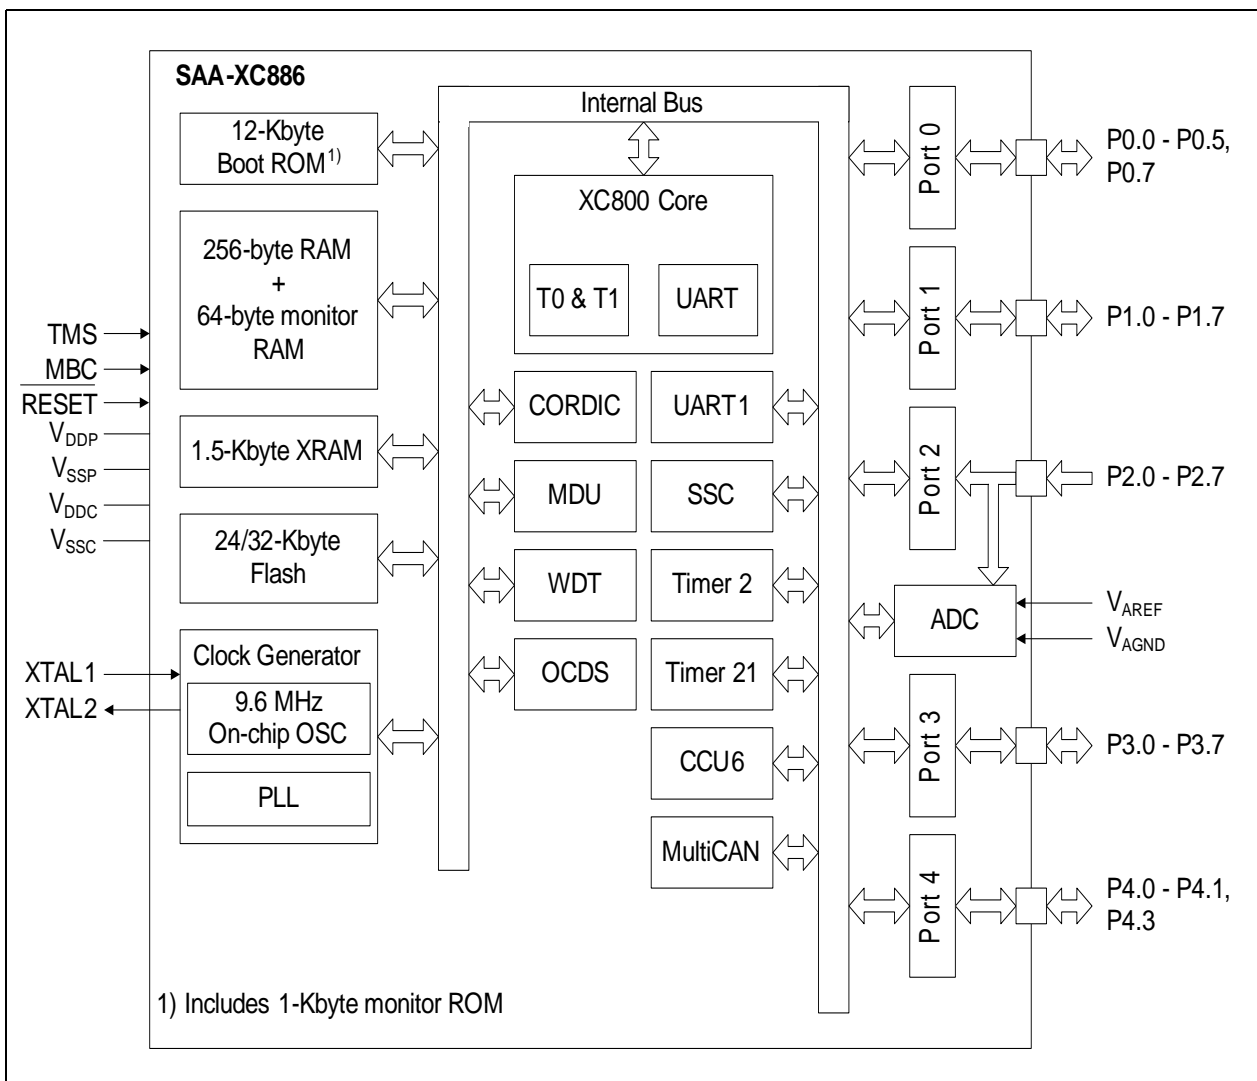 SAA-XC886
Internal Bus
12-Kbyte
Boot ROM1)
256-byte RAM
+
64-byte monitor
RAM
1.5-Kbyte XRAM
24/32-Kbyte
Flash
Clock Generator
9.6 MHz
On-chip OSC
PLL
TMS
MBC
RESET
VDDP
VSSP
VDDC
VSSC
XTAL1
XTAL2
XC800 Core
T0 & T1
UART
CORDIC
UART1
MDU
SSC
WDT
Timer 2
OCDS
Timer 21
CCU6
MultiCAN
Port 0
P0.0 - P0.5,
P0.7
Port 1
P1.0 - P1.7
Port 2
P2.0 - P2.7
ADC
VAREF
VAGND
Port 3
P3.0 - P3.7
Port 4
P4.0 - P4.1,
P4.3
1) Includes 1-Kbyte monitor ROM